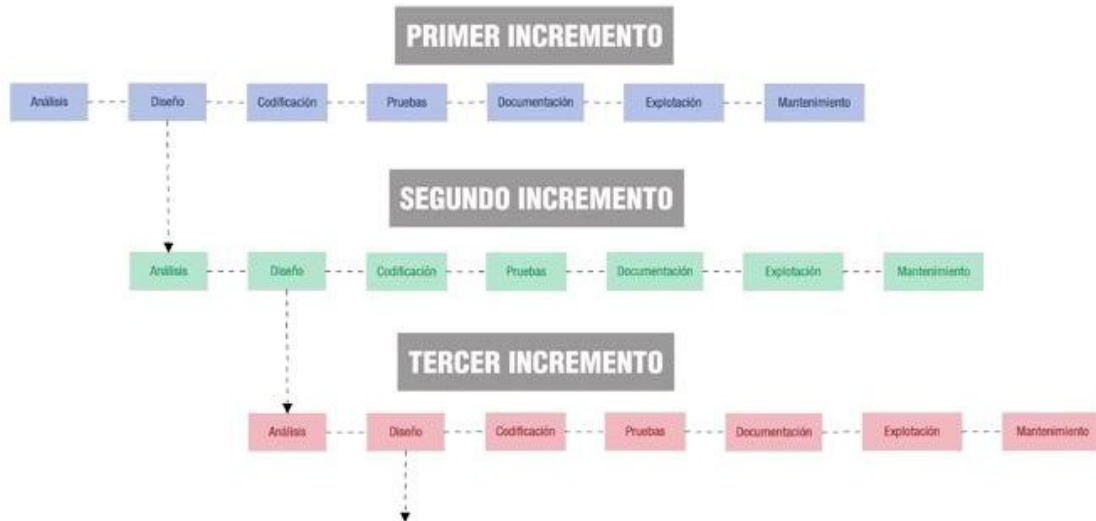 PRIMER INCREMENTO
Análisis Diseño Codificación Pruebas Documentación Explotación Mantenimiento
SEGUNDO INCREMENTO
Análisis Diseño Codificación Pruebas Documentación Explotación Mantenimiento
TERCER INCREMENTO
Análisis Diseño Codificación Pruebas Documentación Explotación Mantenimiento